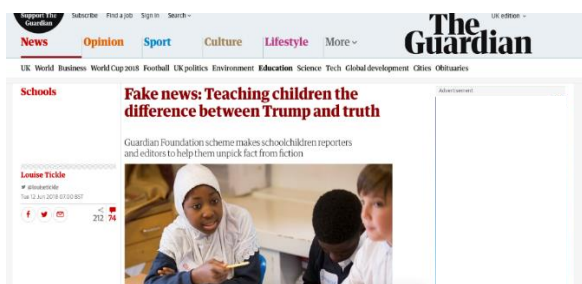 Support The
Guardian
Subscribe Find a job Sign in Search
UK edition
The
Guardian
News Opinion Sport Culture Lifestyle More
UK World Business World Cup 2018 Football UK politics Environment Education Science Tech Global development Cities Obituaries
Schools
Fake news: Teaching children the
difference between Trump and truth
Advertisement
Guardian Foundation scheme makes schoolchildren reporters
and editors to help them unpick fact from fiction
Louise Tickle
Tue 12 Jun 2018 07.00 BST
212 74